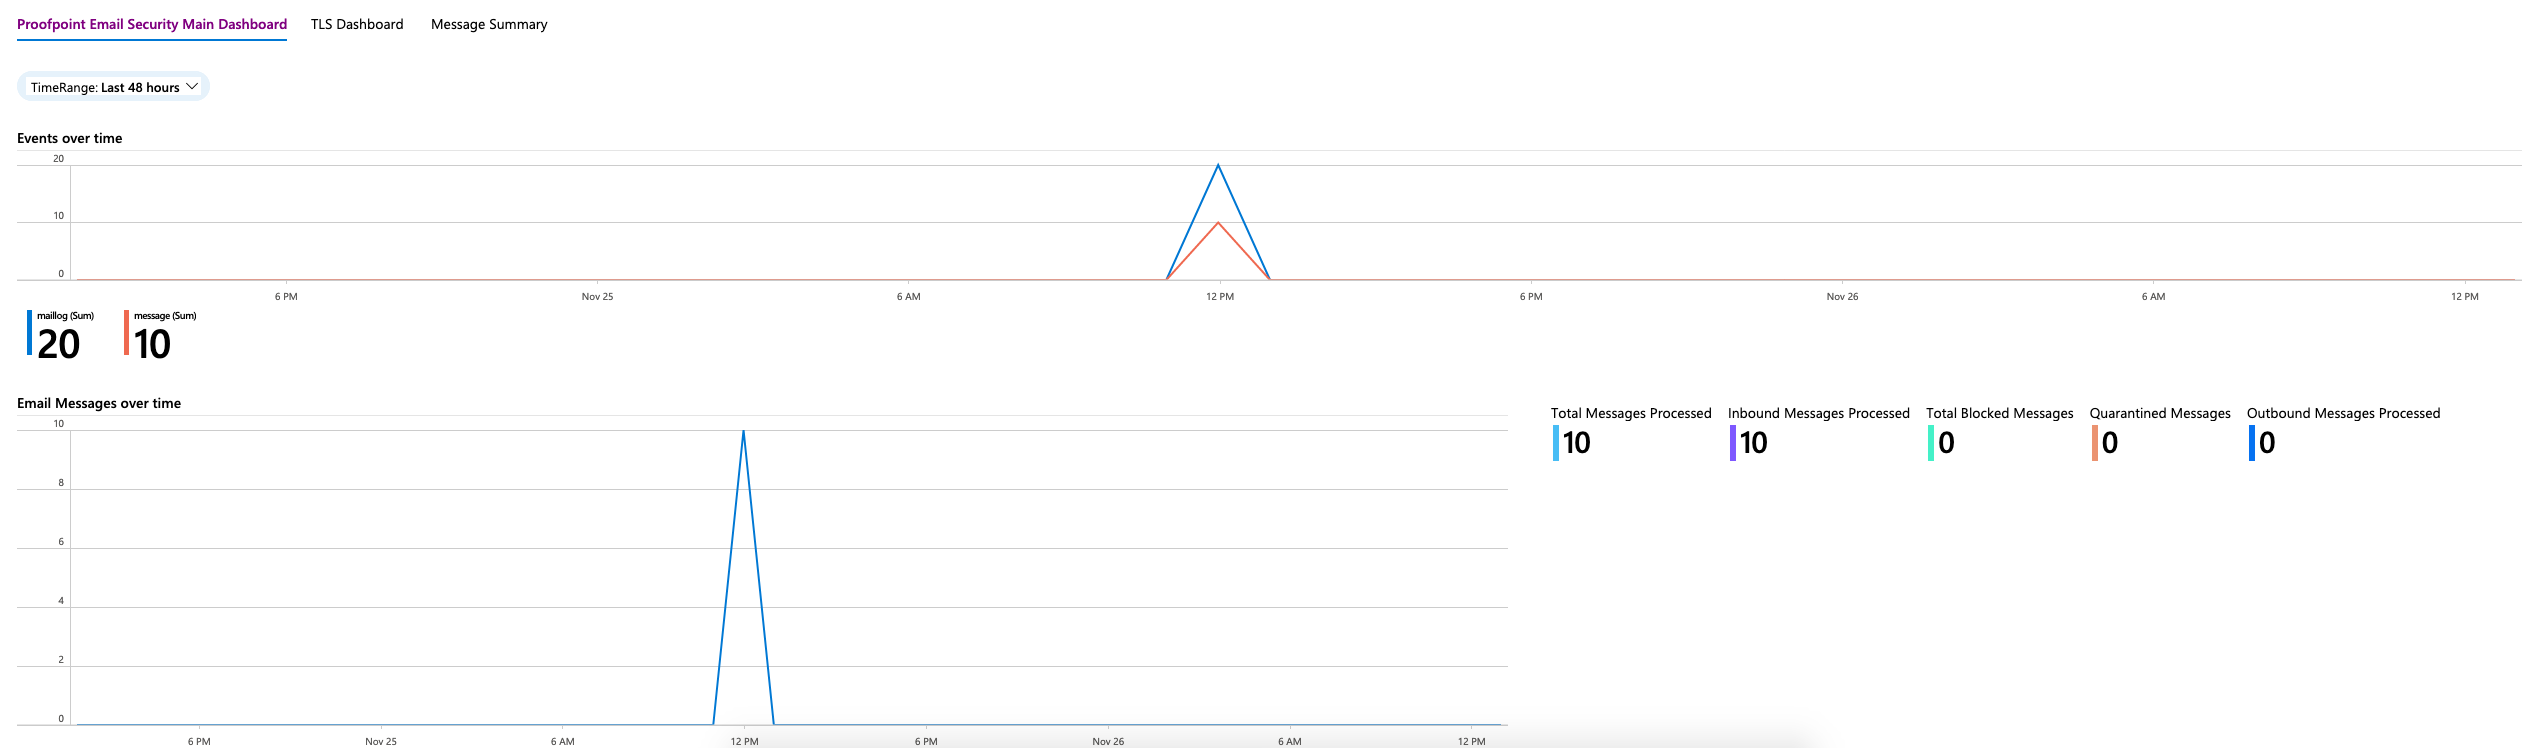 Proofpoint Email Security Main Dashboard TLS Dashboard Message Summary
TimeRange: Last 48 hours
Events over time
20
10
0
6 PM Nov 25 6 AM 12 PM 6 PM Nov 26 6 AM 12 PM
maillog (Sum) message (Sum)
20 10
Email Messages over time
Total Messages Processed Inbound Messages Processed Total Blocked Messages Quarantined Messages Outbound Messages Processed
10 10 0 0 0
10
8
6
4
2
0
6 PM Nov 25 6 AM 12 PM 6 PM Nov 26 6 AM 12 PM